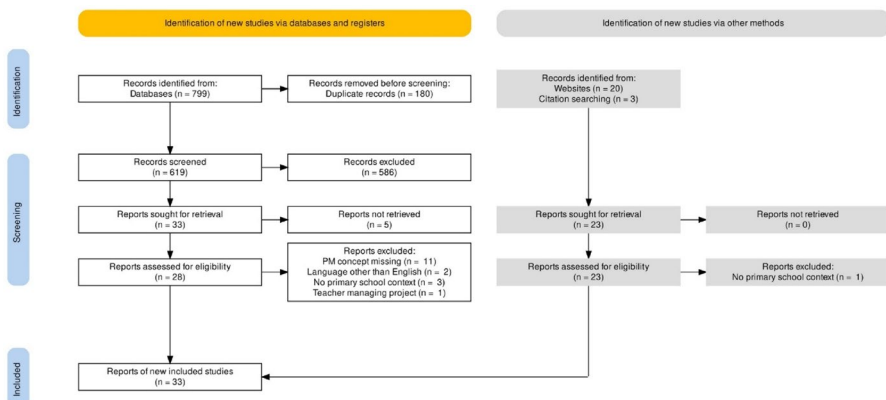 Identification of new studies via databases and registers
Identification of new studies via other methods
Identification
Records identified from:
Databases (n = 799)
Records removed before screening:
Duplicate records (n = 180)
Records identified from:
Websites (n = 20)
Citation searching (n = 3)
Screening
Records screened
(n = 619)
Records excluded
(n = 586)
Reports sought for retrieval
(n = 33)
Reports not retrieved
(n = 5)
Reports sought for retrieval
(n = 23)
Reports not retrieved
(n = 0)
Reports assessed for eligibility
(n = 28)
Reports excluded:
PM concept missing (n = 11)
Language other than English (n = 2)
No primary school context (n = 3)
Teacher managing project (n = 1)
Reports assessed for eligibility
(n = 23)
Reports excluded:
No primary school context (n = 1)
Included
Reports of new included studies
(n = 33)